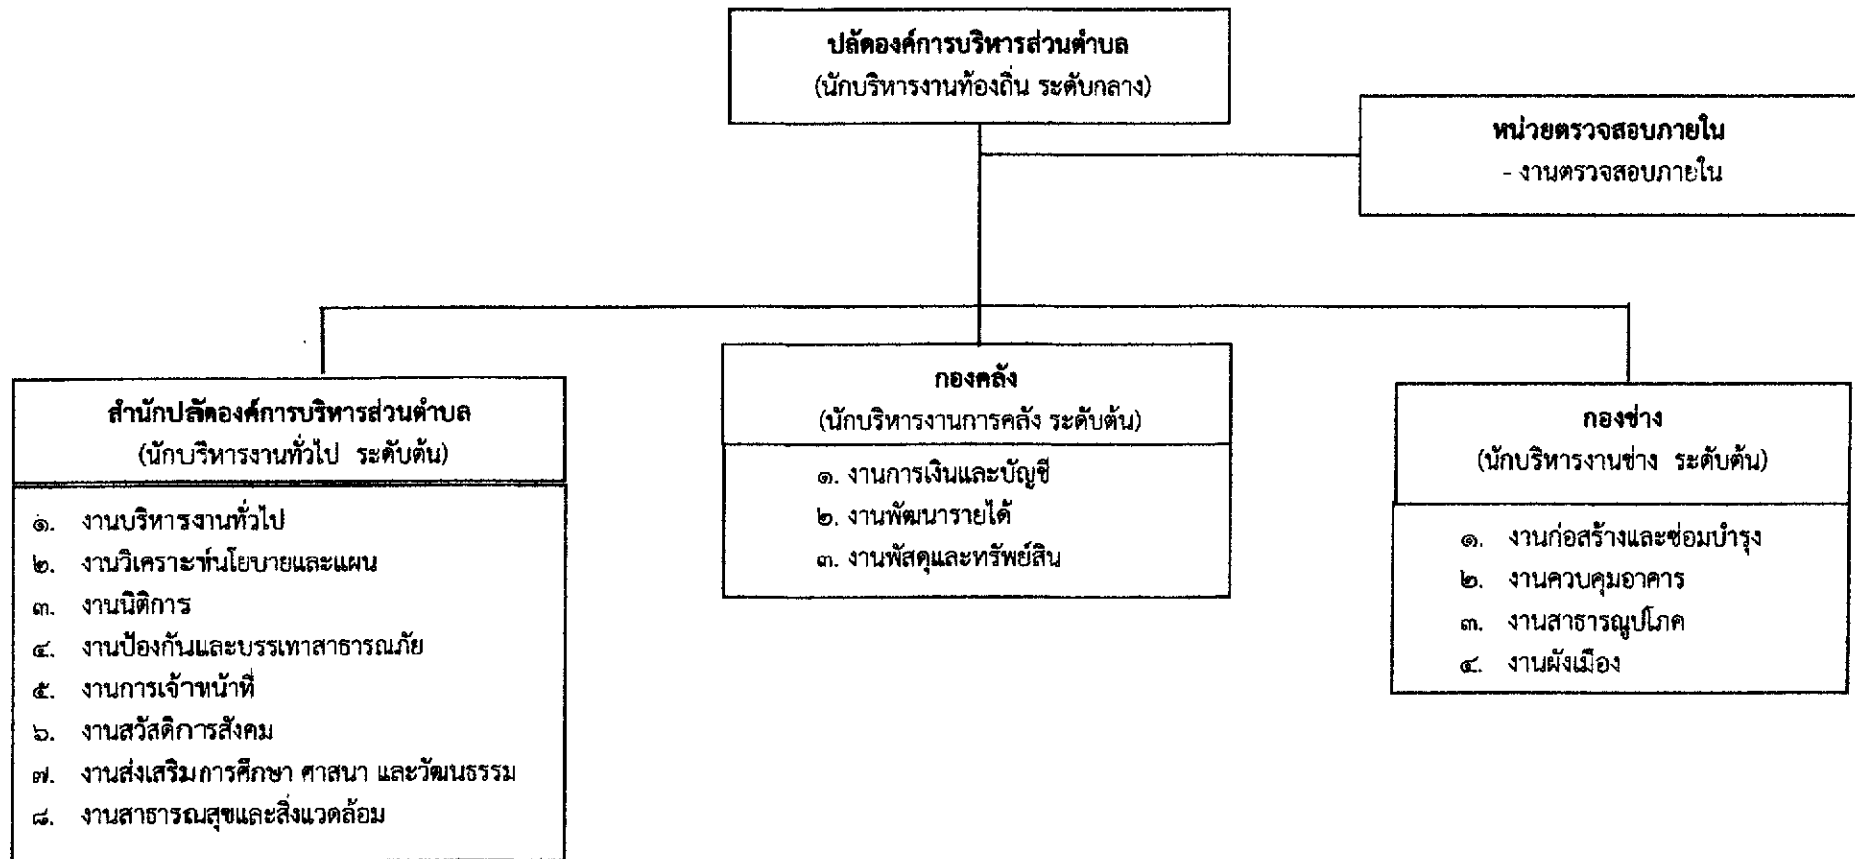 ปลัดองค์การบริหารส่วนตำบล
(นักบริหารงานท้องถิ่น ระดับกลาง)
หน่วยตรวจสอบภายใน
- งานตรวจสอบภายใน
สำนักปลัดองค์การบริหารส่วนตำบล
(นักบริหารงานทั่วไป ระดับต้น)
๑. งานบริหารงานทั่วไป
๒. งานวิเคราะห์นโยบายและแผน
๓. งานนิติการ
๔. งานป้องกันและบรรเทาสาธารณภัย
๕. งานการเจ้าหน้าที่
๖. งานสวัสดิการสังคม
๗. งานส่งเสริมการศึกษา ศาสนา และวัฒนธรรม
๘. งานสาธารณสุขและสิ่งแวดล้อม
กองคลัง
(นักบริหารงานการคลัง ระดับต้น)
๑. งานการเงินและบัญชี
๒. งานพัฒนารายได้
๓. งานพัสดุและทรัพย์สิน
กองช่าง
(นักบริหารงานช่าง ระดับต้น)
๑. งานก่อสร้างและซ่อมบำรุง
๒. งานควบคุมอาคาร
๓. งานสาธารณูปโภค
๔. งานผังเมือง